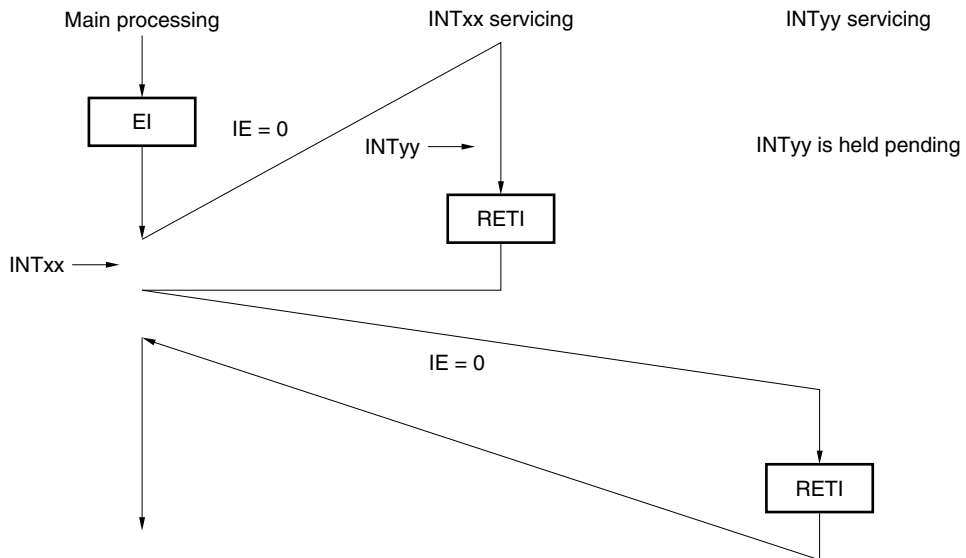 Main processing
INTxx servicing
INTyy servicing
EI
IE = 0
INTyy
INTyy is held pending
RETI
INTxx
IE = 0
RETI